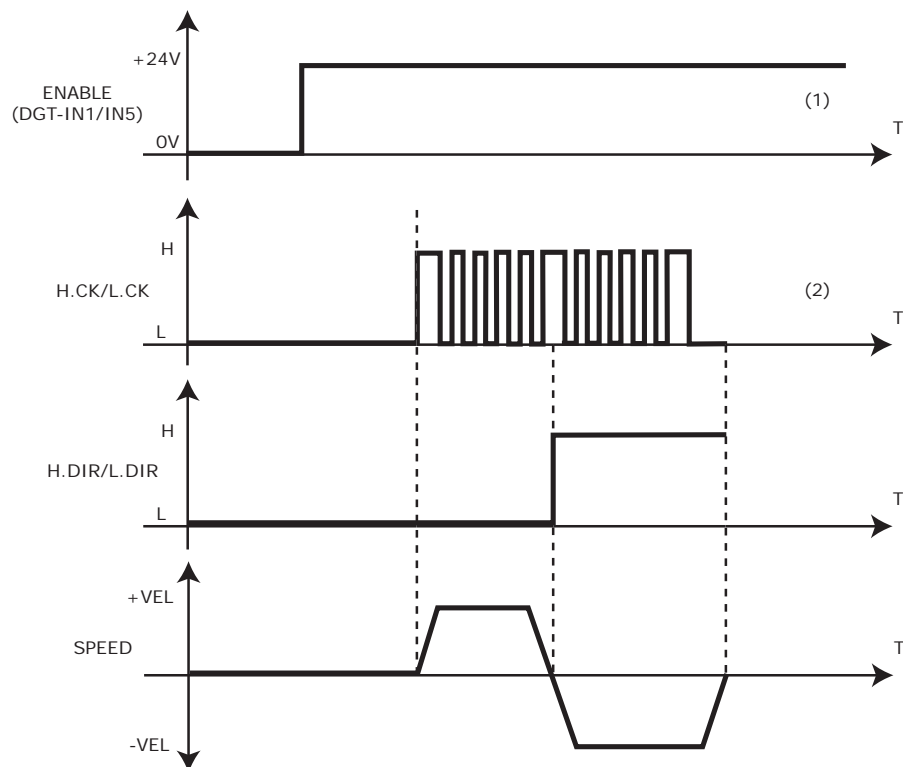 +24V
ENABLE
(DGT-IN1/IN5)
(1)
0V
T
H
H.CK/L.CK
(2)
L
T
H
H.DIR/L.DIR
L
T
+VEL
SPEED
T
-VEL